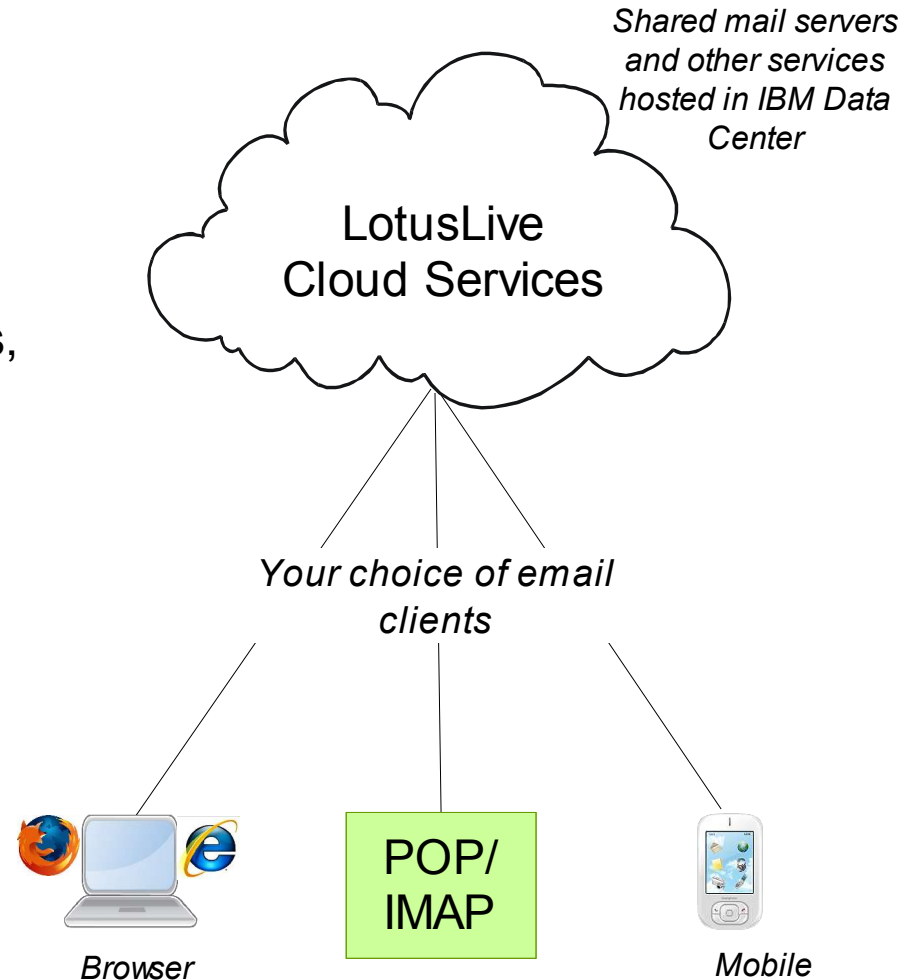 Shared mail servers
and other services
hosted in IBM Data
Center
LotusLive
Cloud Services
s,
Your choice of email
clients
POP/
IMAP
Browser
Mobile